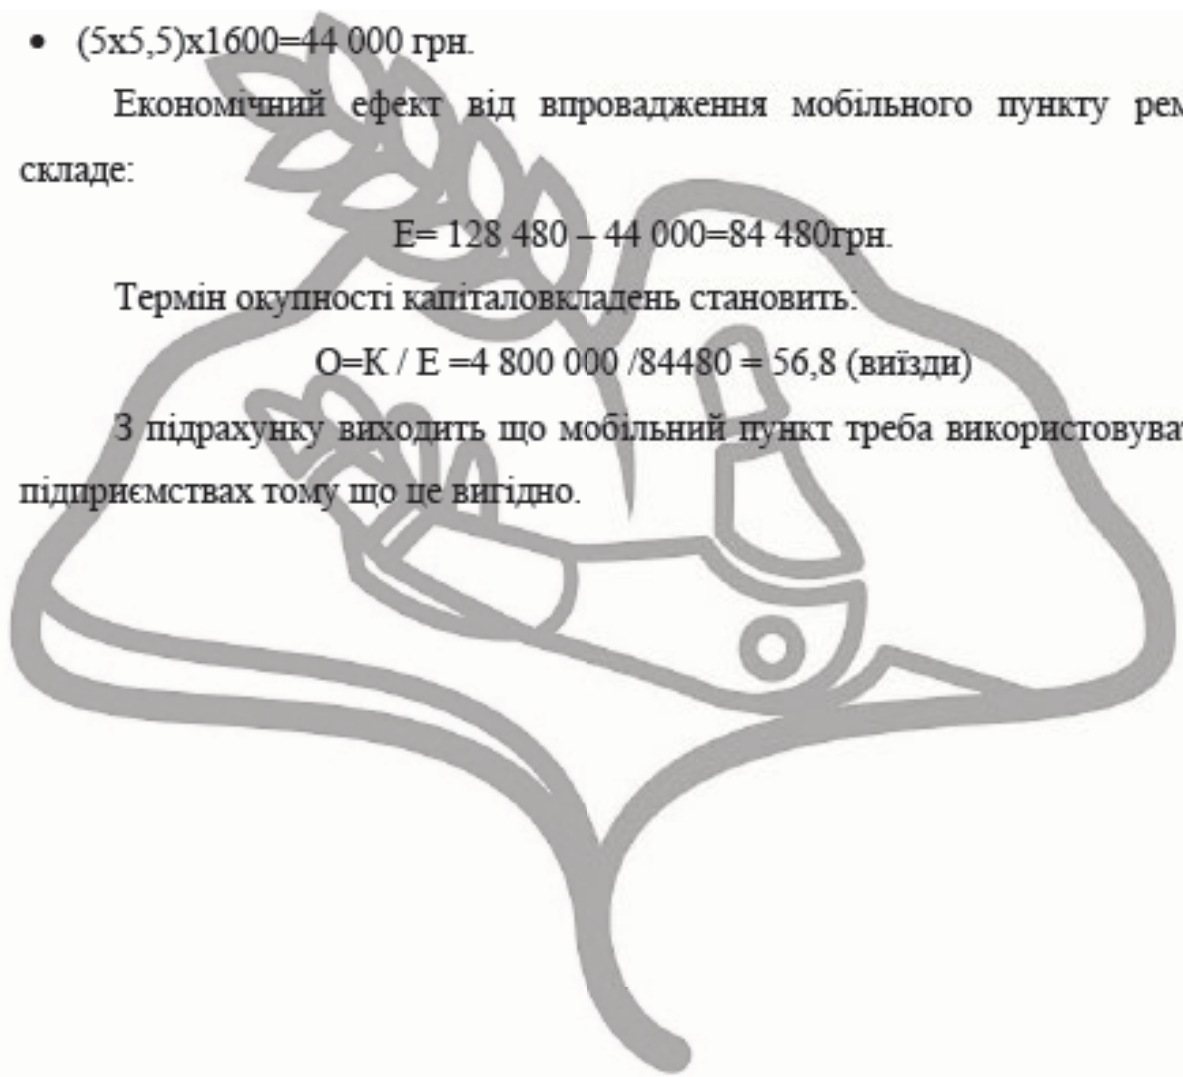 • (5х5,5)х1600=44 000 грн.
Економічний ефект від впровадження мобільного пункту рем
складе:
Е= 128 480 – 44 000=84 480грн.
Термін окупності капіталовкладень становить:
О=К / Е =4 800 000 /84480 = 56,8 (виїзди)
З підрахунку виходить що мобільний пункт треба використовуват
підприємствах тому що це вигідно.